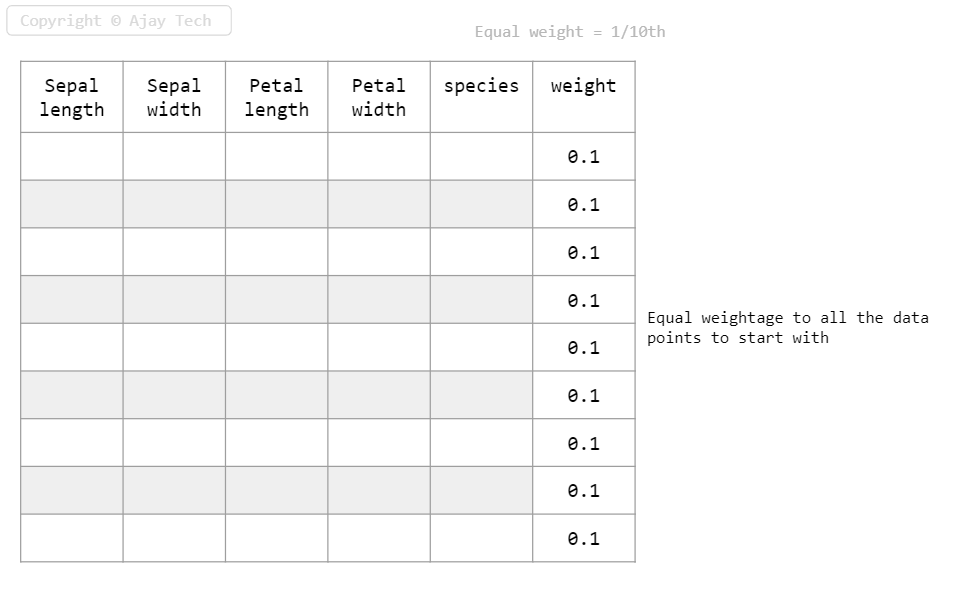 Copyright © Ajay Tech
Equal weight = 1/10th
Sepal length Sepal width Petal length Petal width species weight
0.1
0.1
0.1
0.1
0.1
0.1
0.1
0.1
0.1
Equal weightage to all the data
points to start with